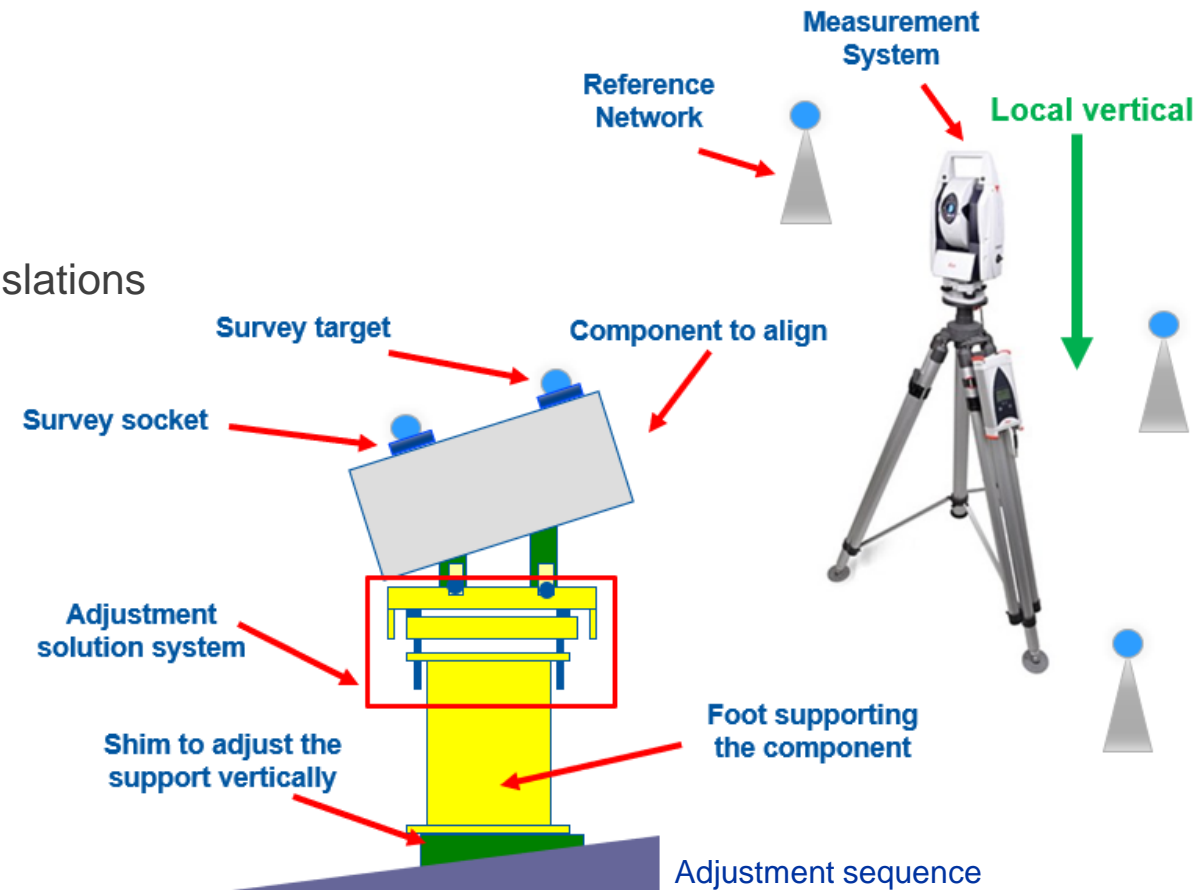 Measurement
System
Reference
Network
Local vertical
slations
Survey target
Component to align
Survey socket
Adjustment
solution system
Foot supporting
the component
Shim to adjust the
support vertically
Adjustment sequence